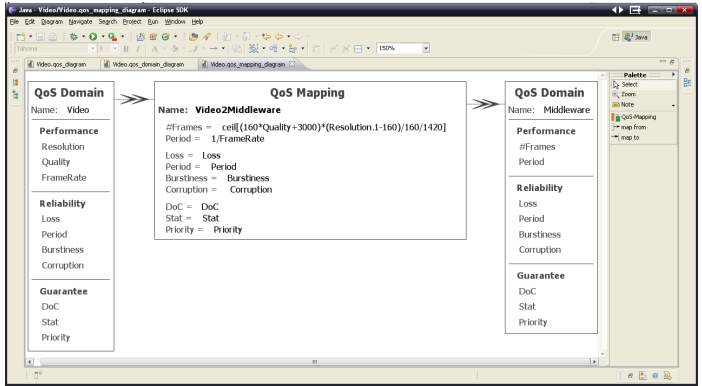 Java - Video/Video.qos_mapping_diagram - Eclipse SDK
File Edit Diagram Navigate Search Project Run Window Help
Tahoma 9 B I A 150% Java
Video.qos_diagram Video.qos_domain_diagram Video.qos_mapping_diagram
QoS Domain
Name: Video
Performance
Resolution
Quality
FrameRate
Reliability
Loss
Period
Burstiness
Corruption
Guarantee
DoC
Stat
Priority
QoS Mapping
Name: Video2Middleware
#Frames = ceil[(160*Quality+3000)*(Resolution.1-160)/160/1420]
Period = 1/FrameRate
Loss = Loss
Period = Period
Burstiness = Burstiness
Corruption = Corruption
DoC = DoC
Stat = Stat
Priority = Priority
QoS Domain
Name: Middleware
Performance
#Frames
Period
Reliability
Loss
Period
Burstiness
Corruption
Guarantee
DoC
Stat
Priority
Palette
Select
Zoom
Note
QoS-Mapping
map from
map to